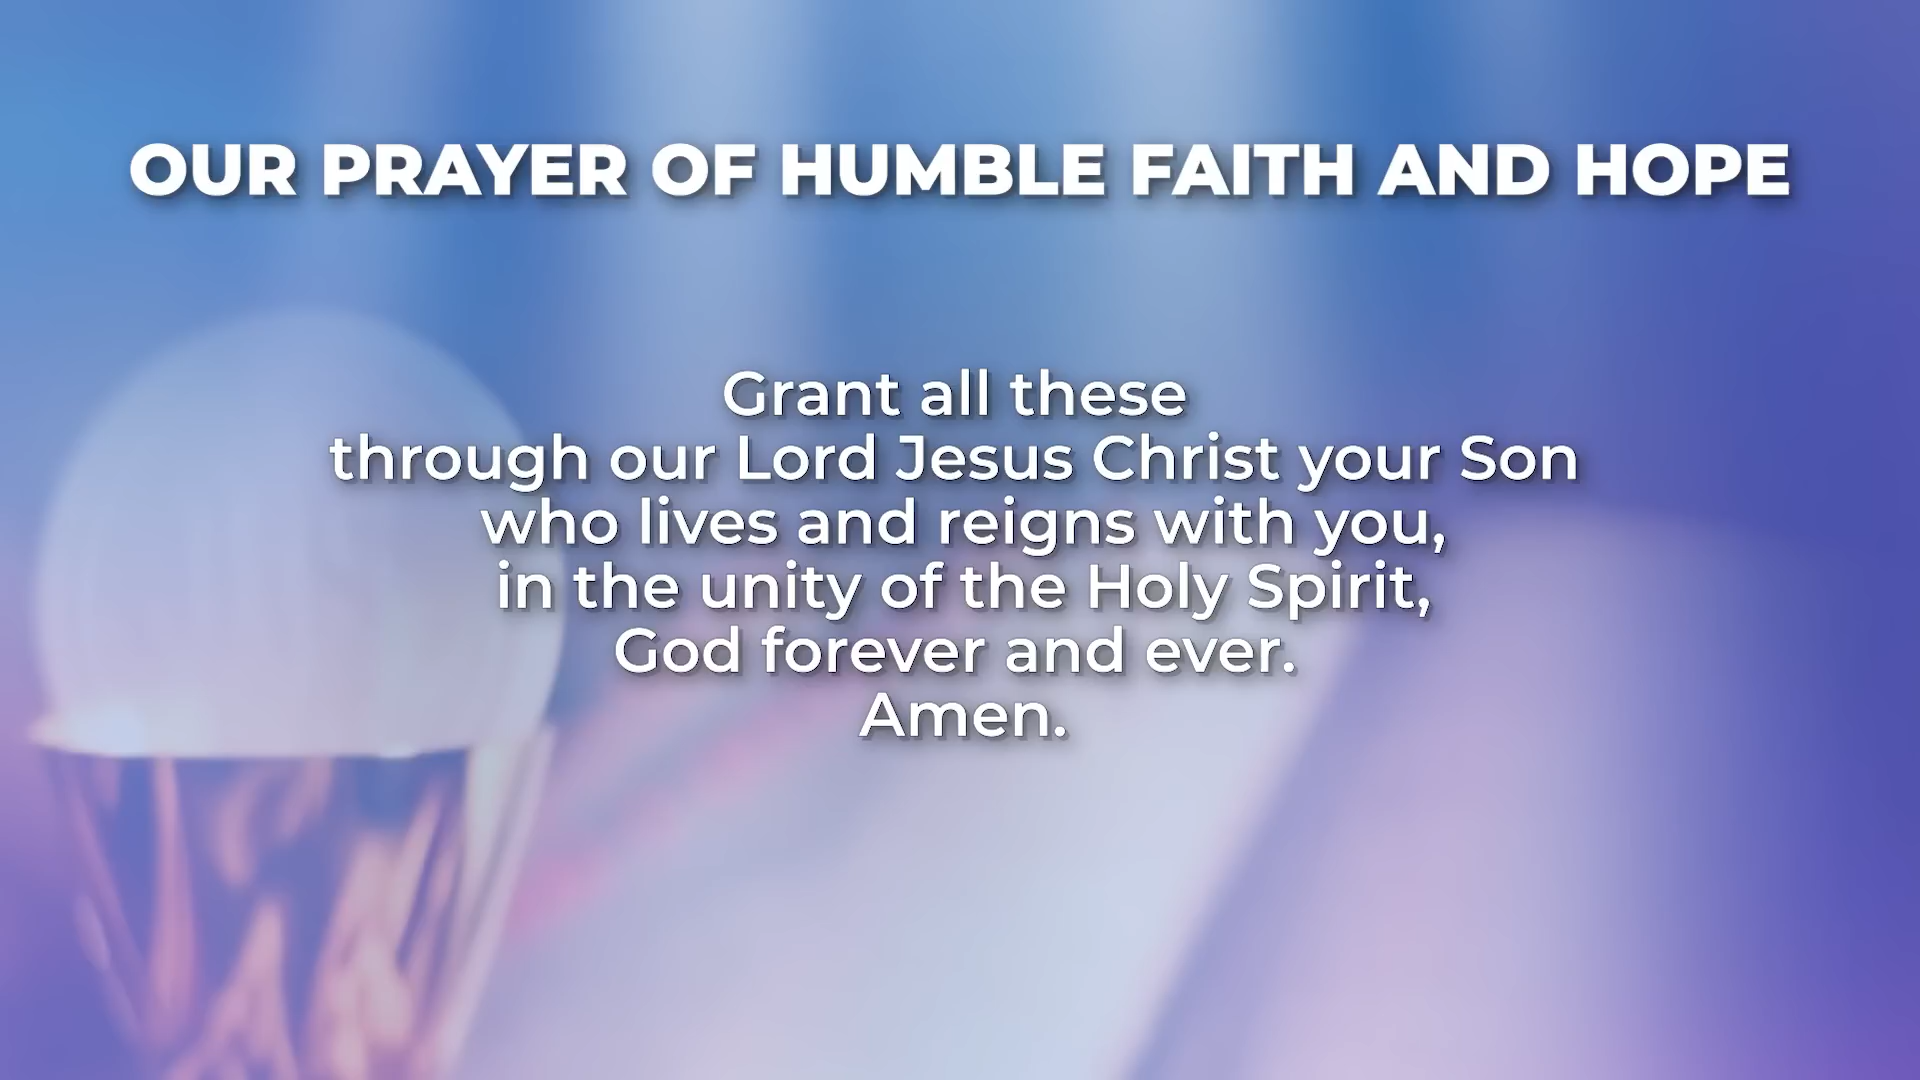 OUR PRAYER OF HUMBLE FAITH AND HOPE
Grant all these
through our Lord Jesus Christ your Son
who lives and reigns with you,
in the unity of the Holy Spirit,
God forever and ever.
Amen.